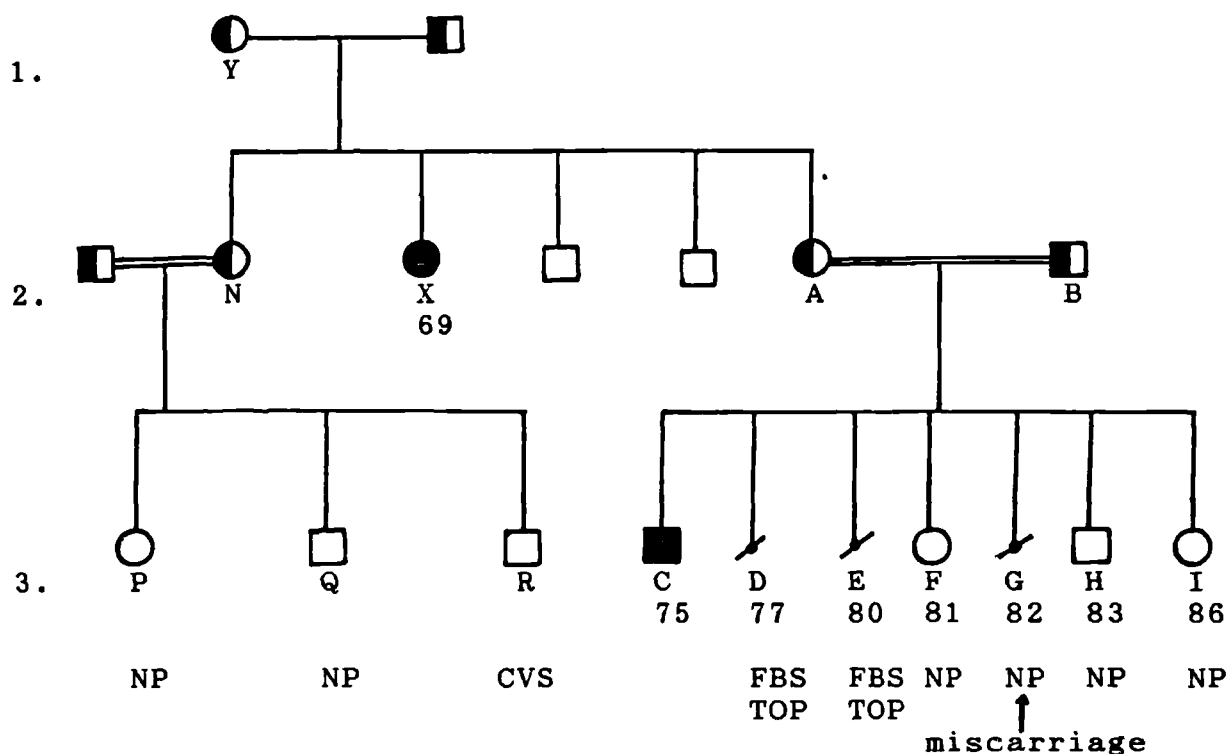 Y
1.
N X A B
2.
69
P Q R C D E F G H I
3.
75 77 80 81 82 83 86
NP NP CVS FBS FBS NP NP NP NP
TOP TOP
miscarriage